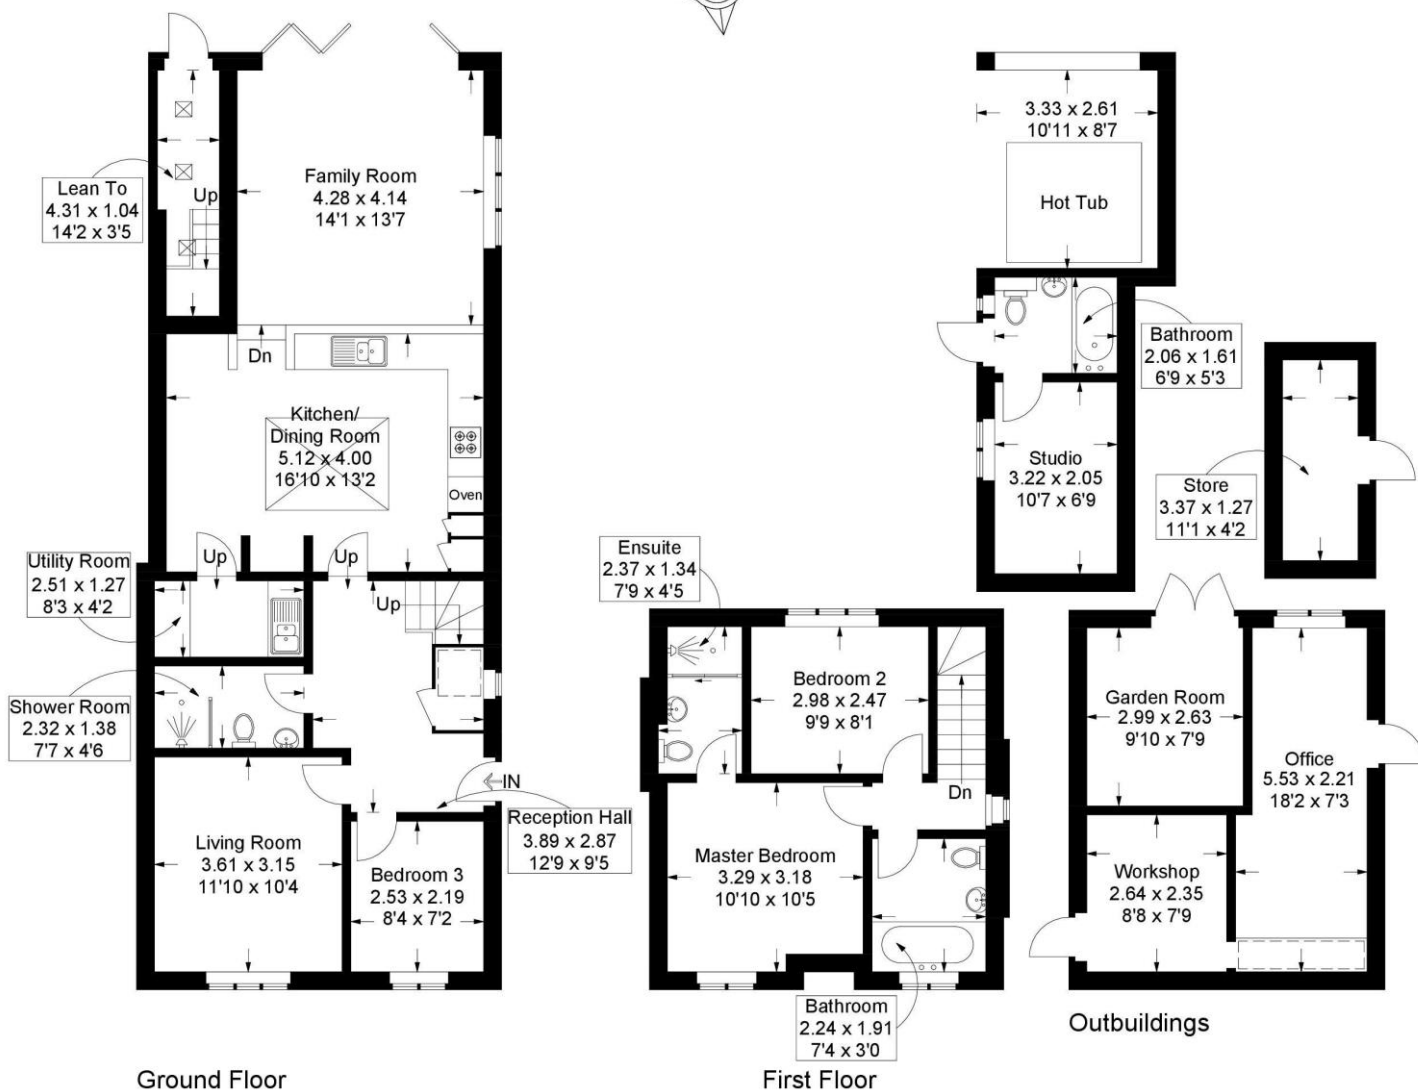 Lean To
4.31 x 1.04
14'2 x 3'5
Up
Family Room
4.28 x 4.14
14'1 x 13'7
Dn
Kitchen/
Dining Room
5.12 x 4.00
16'10 x 13'2
Oven
Utility Room
2.51 x 1.27
8'3 x 4'2
Up
Up
Up
Shower Room
2.32 x 1.38
7'7 x 4'6
IN
Reception Hall
3.89 x 2.87
12'9 x 9'5
Living Room
3.61 x 3.15
11'10 x 10'4
Bedroom 3
2.53 x 2.19
8'4 x 7'2
Ground Floor
Ensuite
2.37 x 1.34
7'9 x 4'5
Bedroom 2
2.98 x 2.47
9'9 x 8'1
Dn
Master Bedroom
3.29 x 3.18
10'10 x 10'5
Bathroom
2.24 x 1.91
7'4 x 3'0
First Floor
3.33 x 2.61
10'11 x 8'7
Hot Tub
Bathroom
2.06 x 1.61
6'9 x 5'3
Studio
3.22 x 2.05
10'7 x 6'9
Store
3.37 x 1.27
11'1 x 4'2
Garden Room
2.99 x 2.63
9'10 x 7'9
Office
5.53 x 2.21
18'2 x 7'3
Workshop
2.64 x 2.35
8'8 x 7'9
Outbuildings